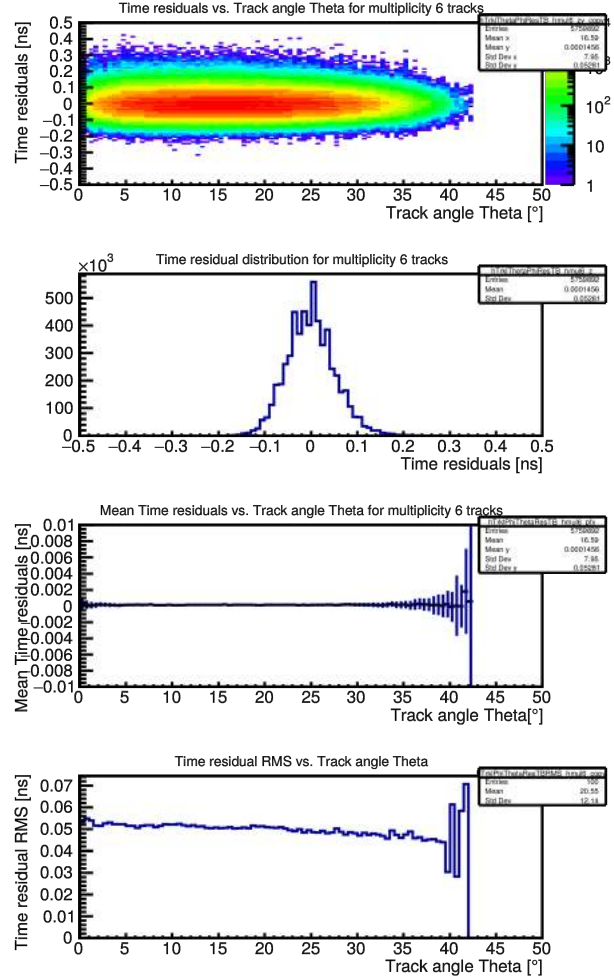 Time residuals vs. Track angle Theta for multiplicity 6 tracks
Time residuals [ns]
0.5
0.4
0.3
0.2
0.1
0
−0.1
−0.2
−0.3
−0.4
−0.5
0 5 10 15 20 25 30 35 40 45 50
Track angle Theta [°]
Entries
Mean x 16.59
Mean y 0.0001456
Std Dev x 7.95
Std Dev y 0.05261
10²
10
1
Time residual distribution for multiplicity 6 tracks
×10³
500
400
300
200
100
0
−0.5 −0.4 −0.3 −0.2 −0.1 0 0.1 0.2 0.3 0.4 0.5
Time residuals [ns]
Entries
Mean 0.0001456
Std Dev 0.05261
Mean Time residuals vs. Track angle Theta for multiplicity 6 tracks
Mean Time residuals [ns]
0.01
0.008
0.006
0.004
0.002
0
−0.002
−0.004
−0.006
−0.008
−0.01
0 5 10 15 20 25 30 35 40 45 50
Track angle Theta[°]
Entries
Mean 16.59
Mean y 0.0001456
Std Dev 7.95
Std Dev y 0.05261
Time residual RMS vs. Track angle Theta
Time residual RMS [ns]
0.07
0.06
0.05
0.04
0.03
0.02
0.01
0
0 5 10 15 20 25 30 35 40 45 50
Track angle Theta [°]
Entries 100
Mean 20.55
Std Dev 12.14